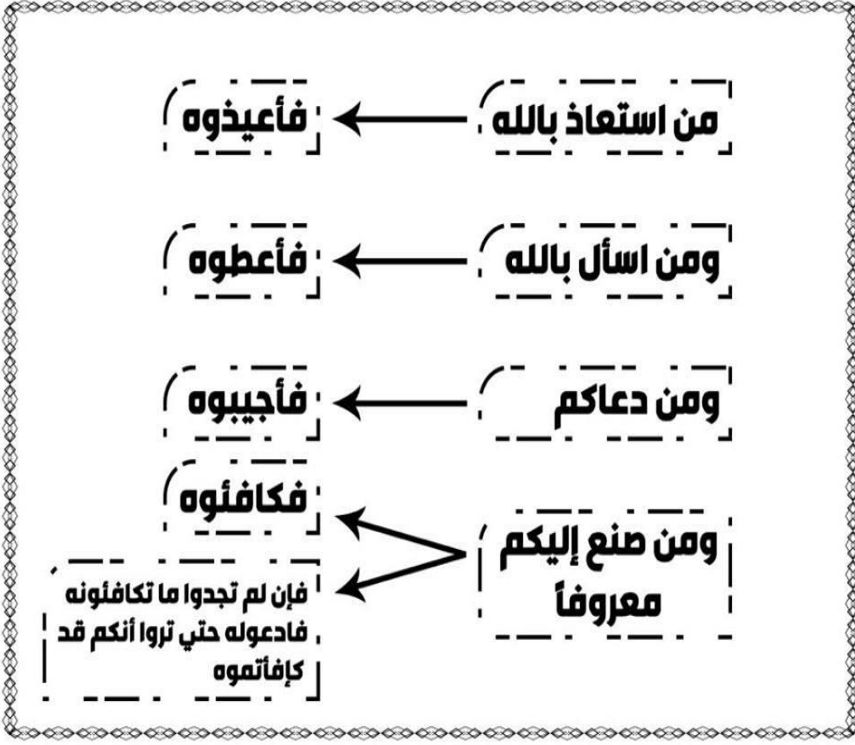 من استعاذ بالله
فأعيذوه
ومن اسأل بالله
فأعطوه
ومن دعاكم
فأجيبوه
ومن صنع إليكم
معروفاً
فكافئوه
فإن لم تجدوا ما تكافئونه
فادعوله حتي تروا أنكم قد
كإفأتموه